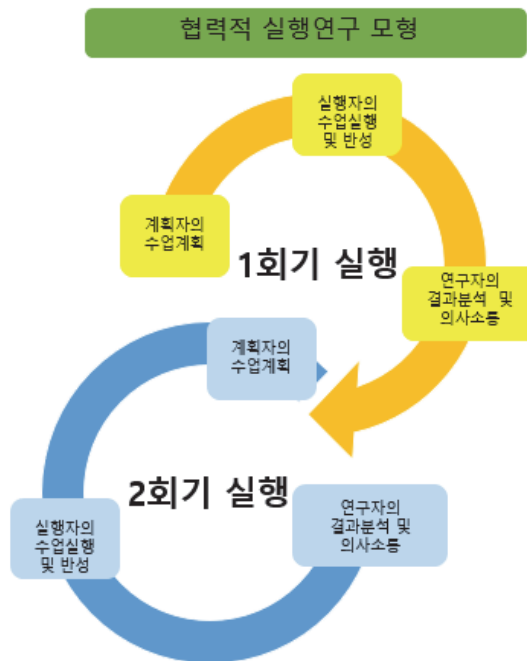 협력적 실행연구 모형
실행자의
수업실행
및 반성
계획자의
수업계획
1회기 실행
연구자의
결과분석 및
의사소통
계획자의
수업계획
2회기 실행
실행자의
수업실행
및 반성
연구자의
결과분석 및
의사소통